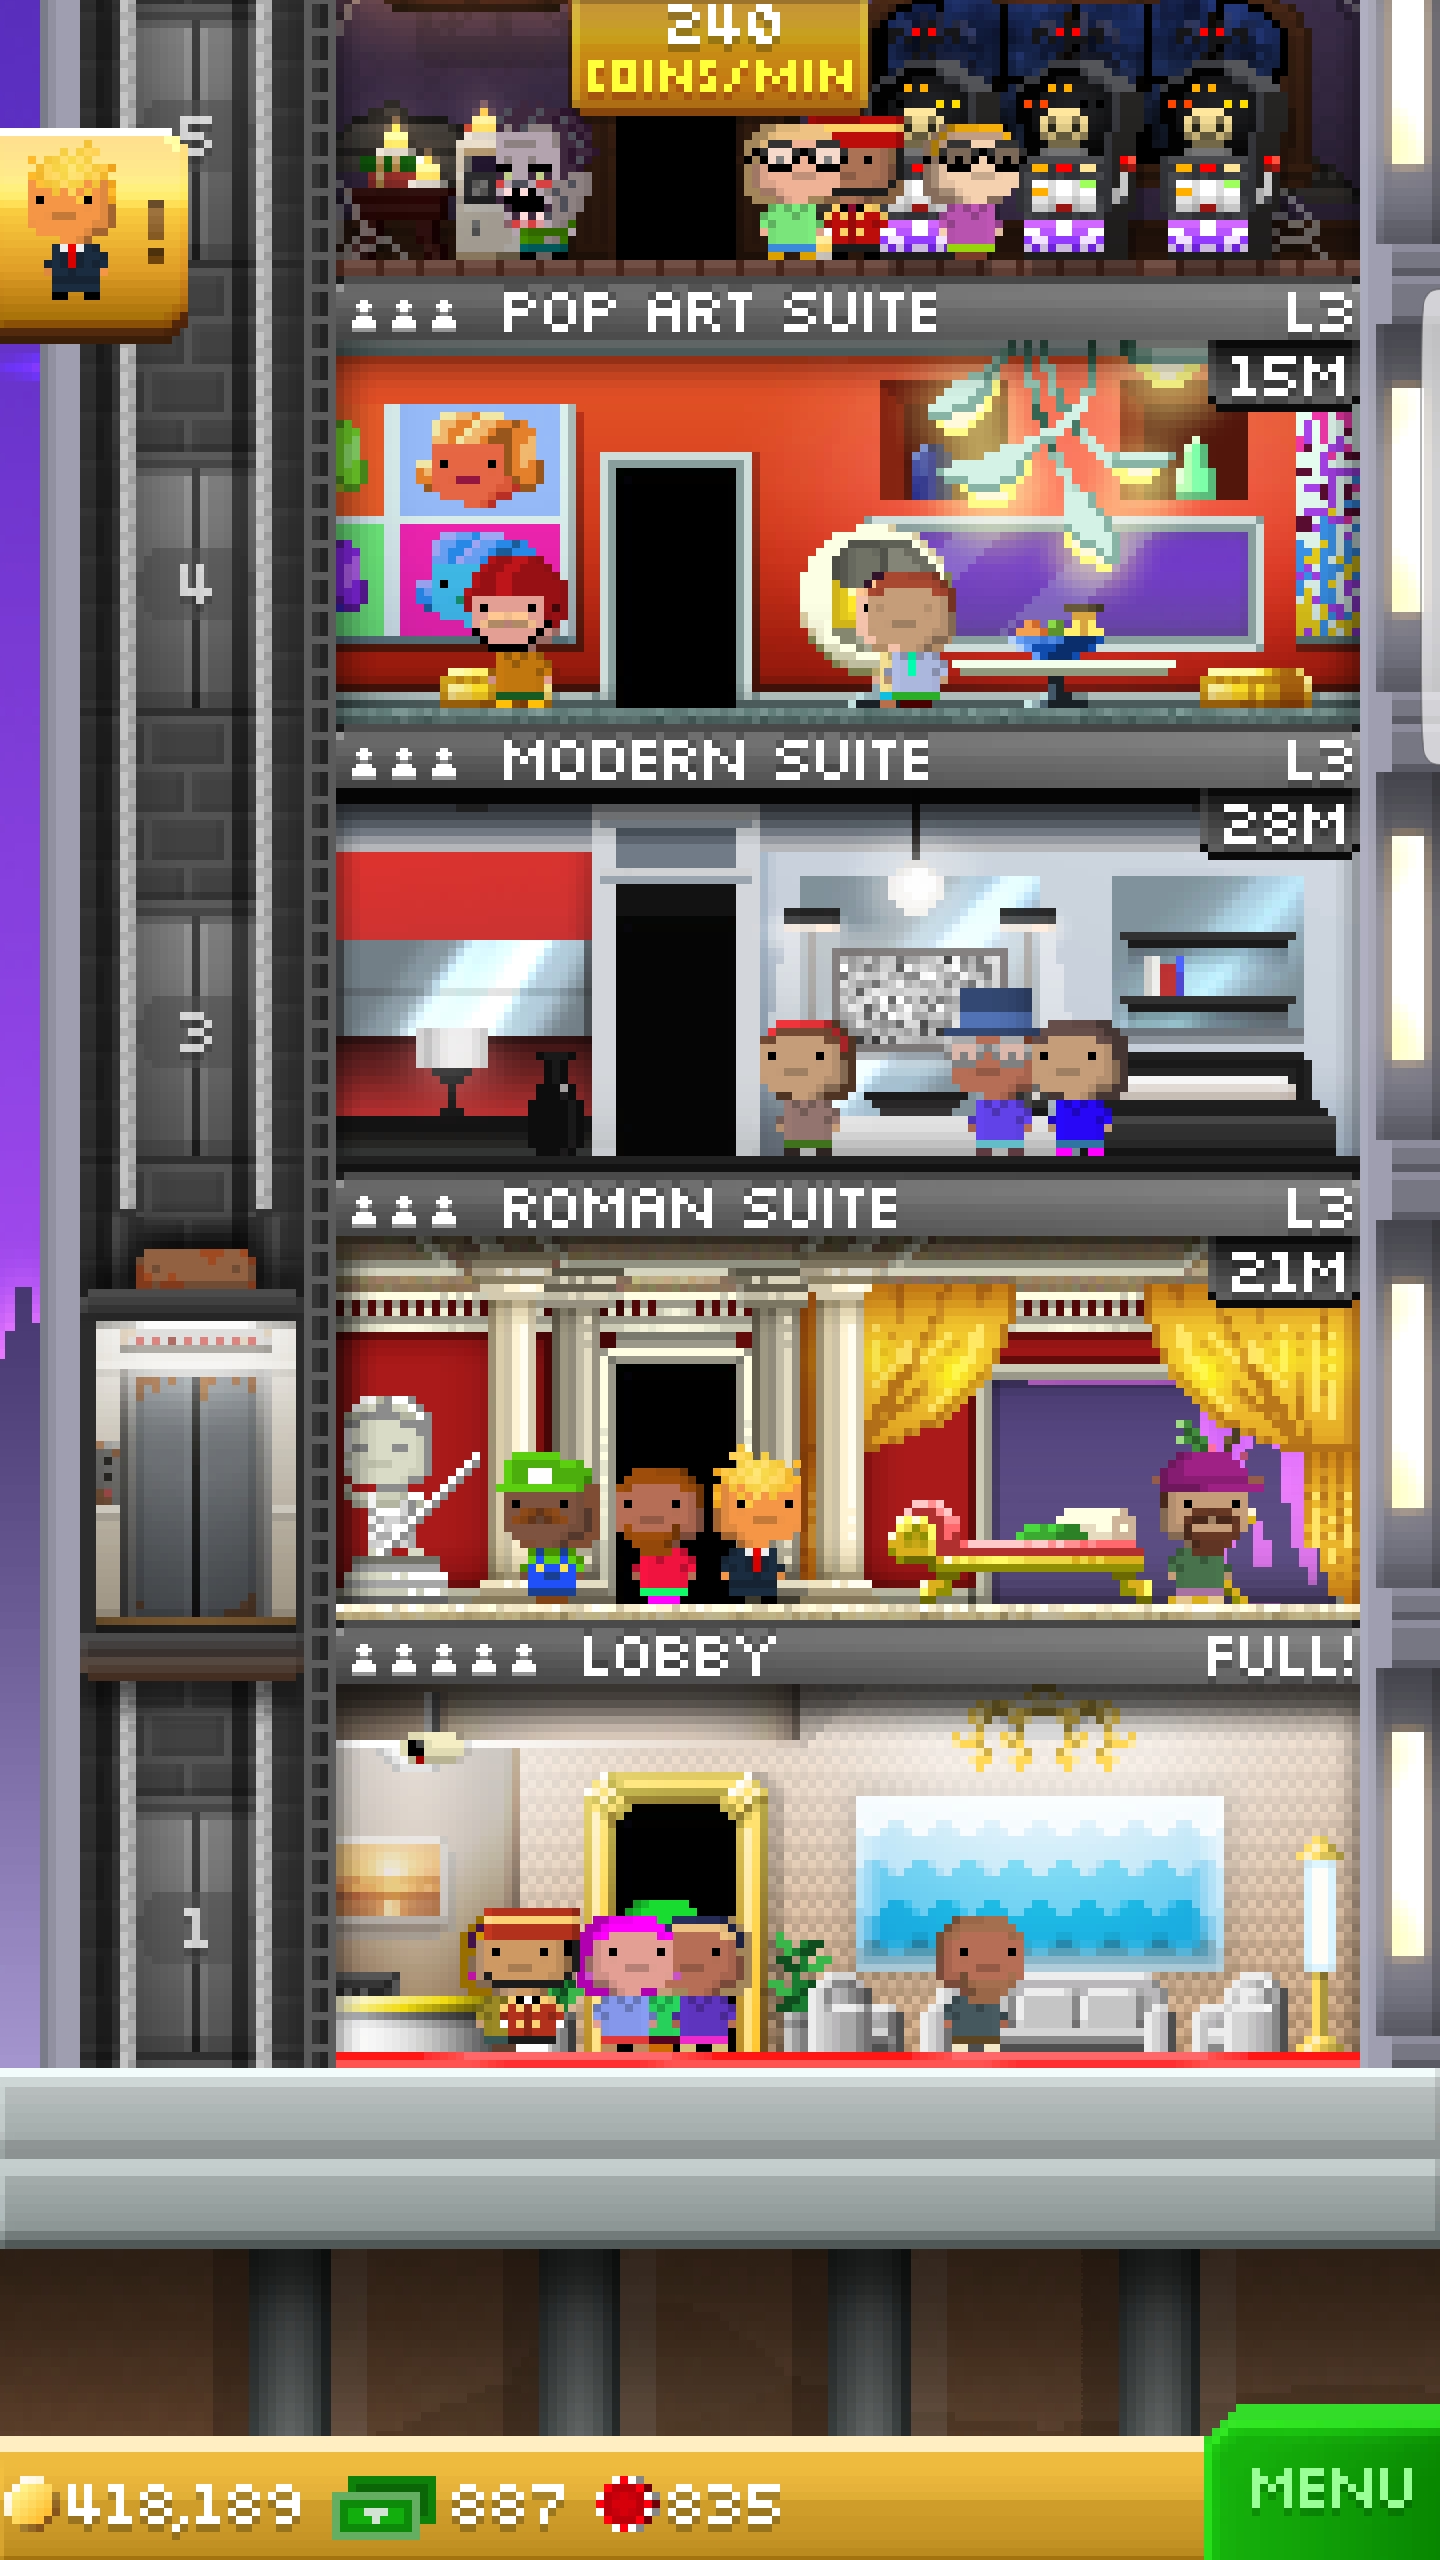 240
COINS/MIN
5
!
POP ART SUITE L3
15M
4
MODERN SUITE L3
28M
3
ROMAN SUITE L3
21M
LOBBY FULL!
1
418,189 887 835
MENU